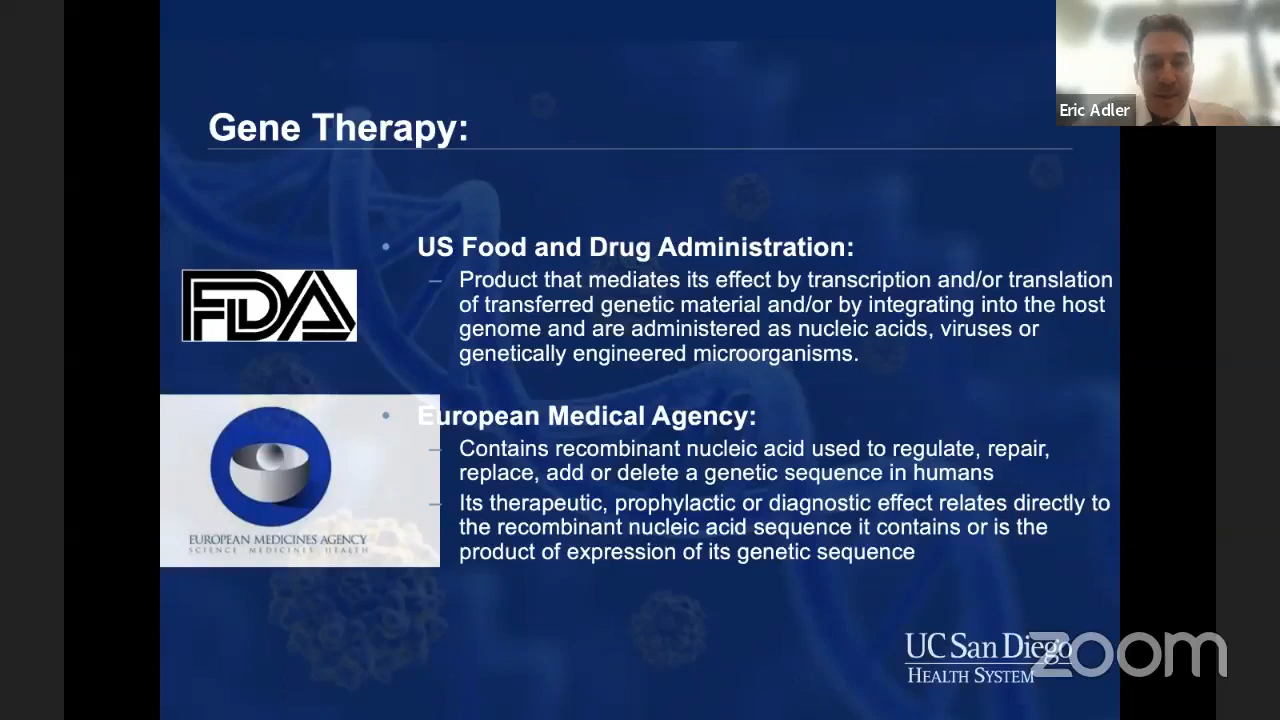 Eric Adler
Gene Therapy:
• US Food and Drug Administration:
– Product that mediates its effect by transcription and/or translation
of transferred genetic material and/or by integrating into the host
genome and are administered as nucleic acids, viruses or
genetically engineered microorganisms.
FDA
• European Medical Agency:
– Contains recombinant nucleic acid used to regulate, repair,
replace, add or delete a genetic sequence in humans
– Its therapeutic, prophylactic or diagnostic effect relates directly to
the recombinant nucleic acid sequence it contains or is the
product of expression of its genetic sequence
EUROPEAN MEDICINES AGENCY
SCIENCE MEDICINES HEALTH
UC San Diego
HEALTH SYSTEM
zoom